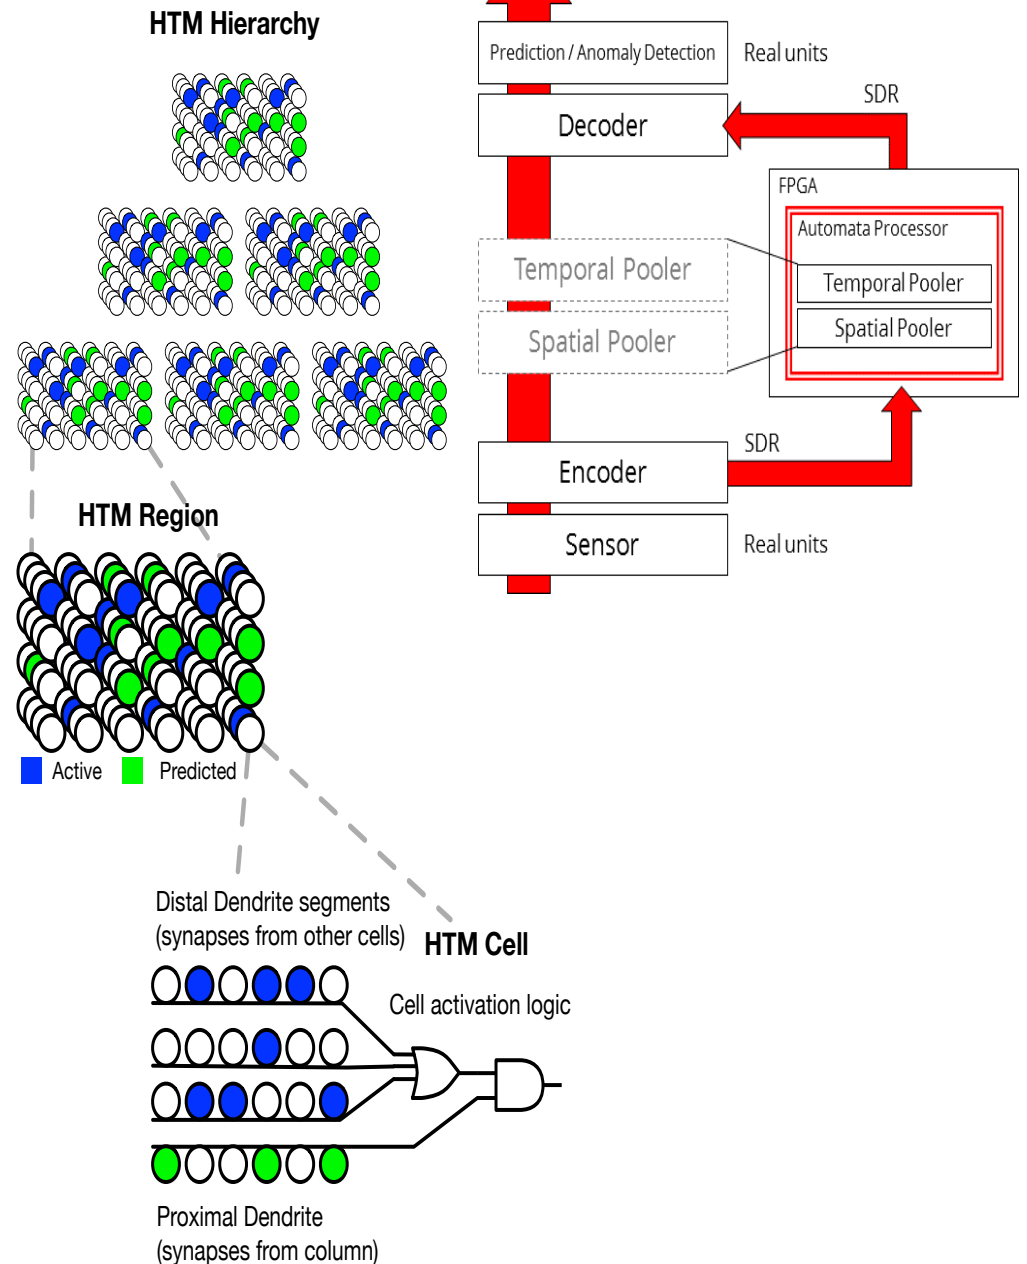 HTM Hierarchy
HTM Region
Active
Predicted
Distal Dendrite segments
(synapses from other cells)
HTM Cell
Cell activation logic
Proximal Dendrite
(synapses from column)
Prediction / Anomaly Detection
Real units
Decoder
SDR
FPGA
Automata Processor
Temporal Pooler
Spatial Pooler
Temporal Pooler
Spatial Pooler
Encoder
SDR
Sensor
Real units